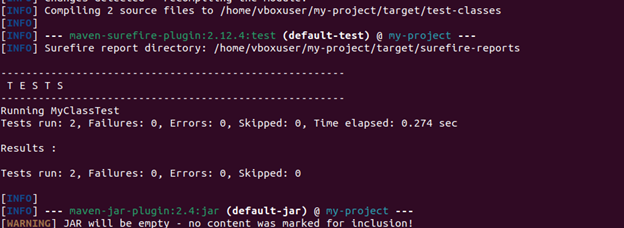 [INFO] Changes detected - recompiling the module!
[INFO] Compiling 2 source files to /home/vboxuser/my-project/target/test-classes
[INFO]
[INFO] --- maven-surefire-plugin:2.12.4:test (default-test) @ my-project ---
[INFO] Surefire report directory: /home/vboxuser/my-project/target/surefire-reports
-------------------------------------------------------
T E S T S
-------------------------------------------------------
Running MyClassTest
Tests run: 2, Failures: 0, Errors: 0, Skipped: 0, Time elapsed: 0.274 sec
Results :
Tests run: 2, Failures: 0, Errors: 0, Skipped: 0
[INFO]
[INFO] --- maven-jar-plugin:2.4:jar (default-jar) @ my-project ---
[WARNING] JAR will be empty - no content was marked for inclusion!